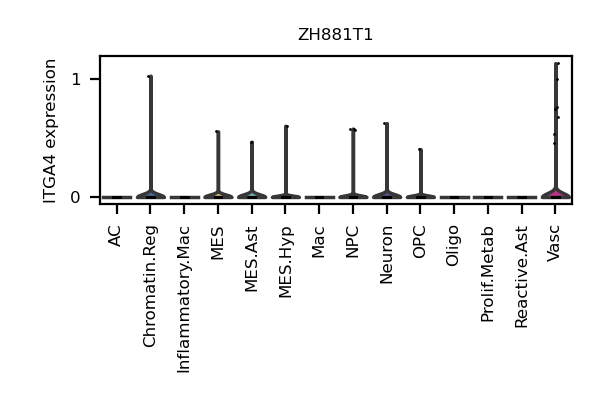 ZH881T1
ITGA4 expression
1
0
AC
Chromatin.Reg
Inflammatory.Mac
MES
MES.Ast
MES.Hyp
Mac
NPC
Neuron
OPC
Oligo
Prolif.Metab
Reactive.Ast
Vasc